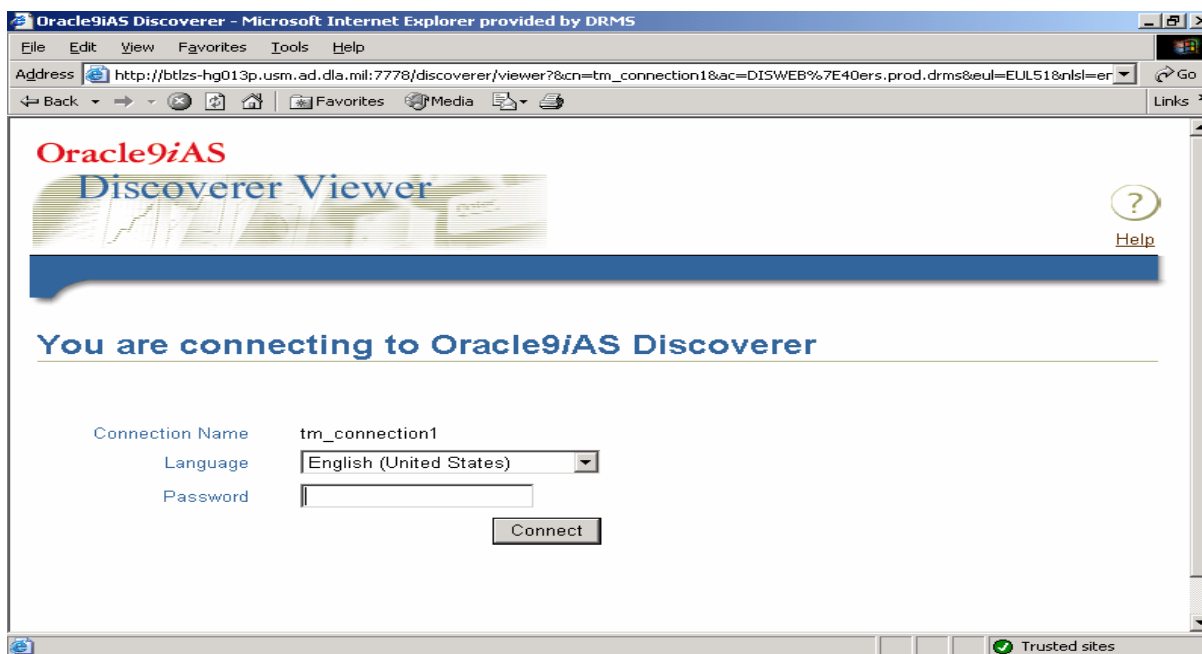 Oracle9iAS Discoverer - Microsoft Internet Explorer provided by DRMS
File Edit View Favorites Tools Help
Address http://btlzs-hg013p.usm.ad.dla.mil:7778/discoverer/viewer?&cn=tm_connection1&ac=DISWEB%7E40ers.prod.drms&eul=EUL51&nlsl=er Go
Back Favorites Media Links
Oracle9iAS
Discoverer Viewer
?
Help
You are connecting to Oracle9iAS Discoverer
Connection Name tm_connection1
Language English (United States)
Password
Connect
Trusted sites